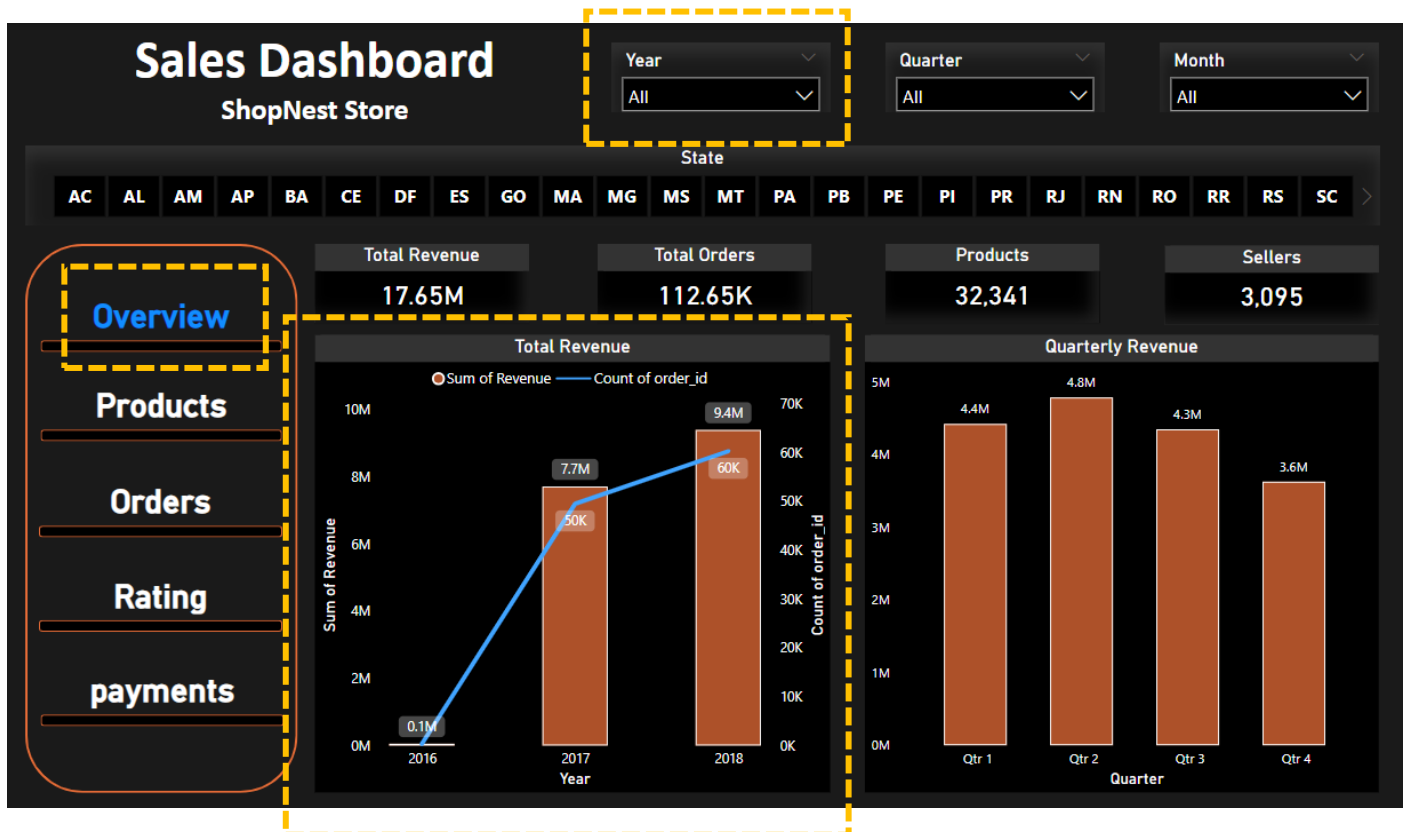 Sales Dashboard
ShopNest Store
Year
All
Quarter
All
Month
All
State
AC AL AM AP BA CE DF ES GO MA MG MS MT PA PB PE PI PR RJ RN RO RR RS SC
Overview
Products
Orders
Rating
payments
Total Revenue
17.65M
Total Orders
112.65K
Products
32,341
Sellers
3,095
Total Revenue
Sum of Revenue Count of order_id
Sum of Revenue
10M
8M
6M
4M
2M
0M
0.1M
7.7M
50K
9.4M
60K
70K
60K
50K
40K
30K
20K
10K
0K
Count of order_id
2016 2017 2018
Year
Quarterly Revenue
5M
4M
3M
2M
1M
0M
4.4M
4.8M
4.3M
3.6M
Qtr 1 Qtr 2 Qtr 3 Qtr 4
Quarter